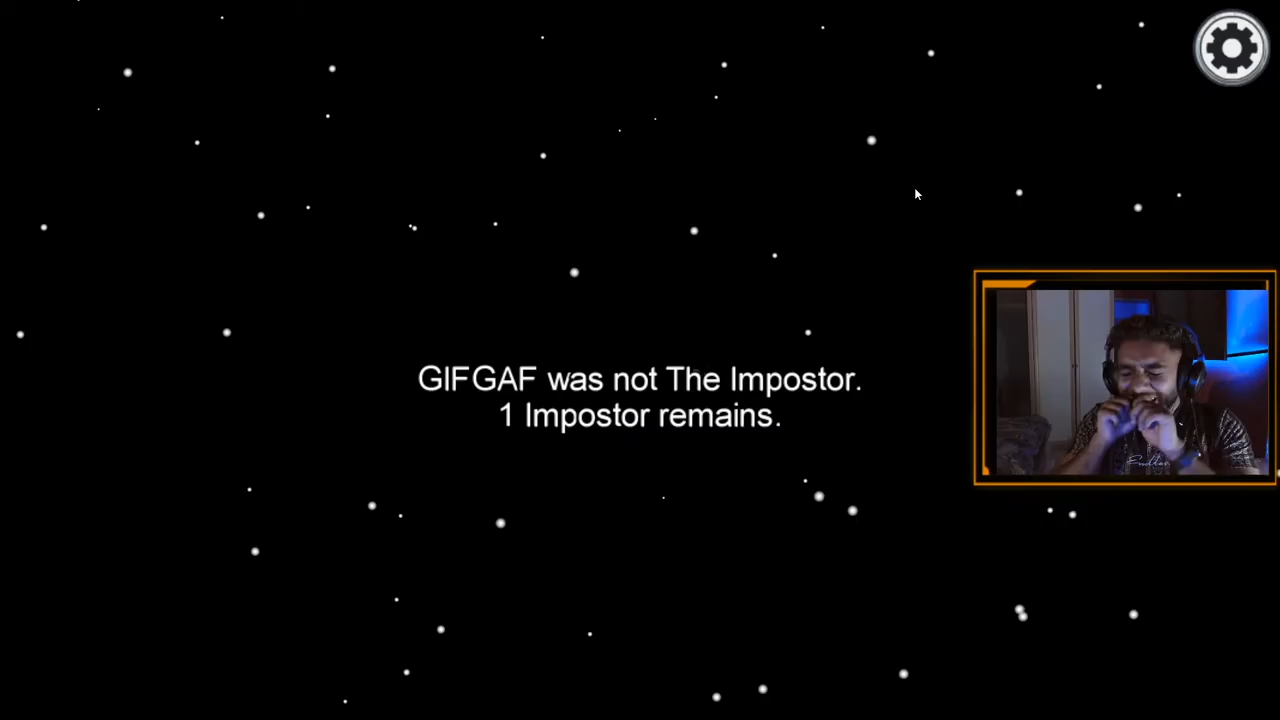 GIFGAF was not The Impostor.
1 Impostor remains.